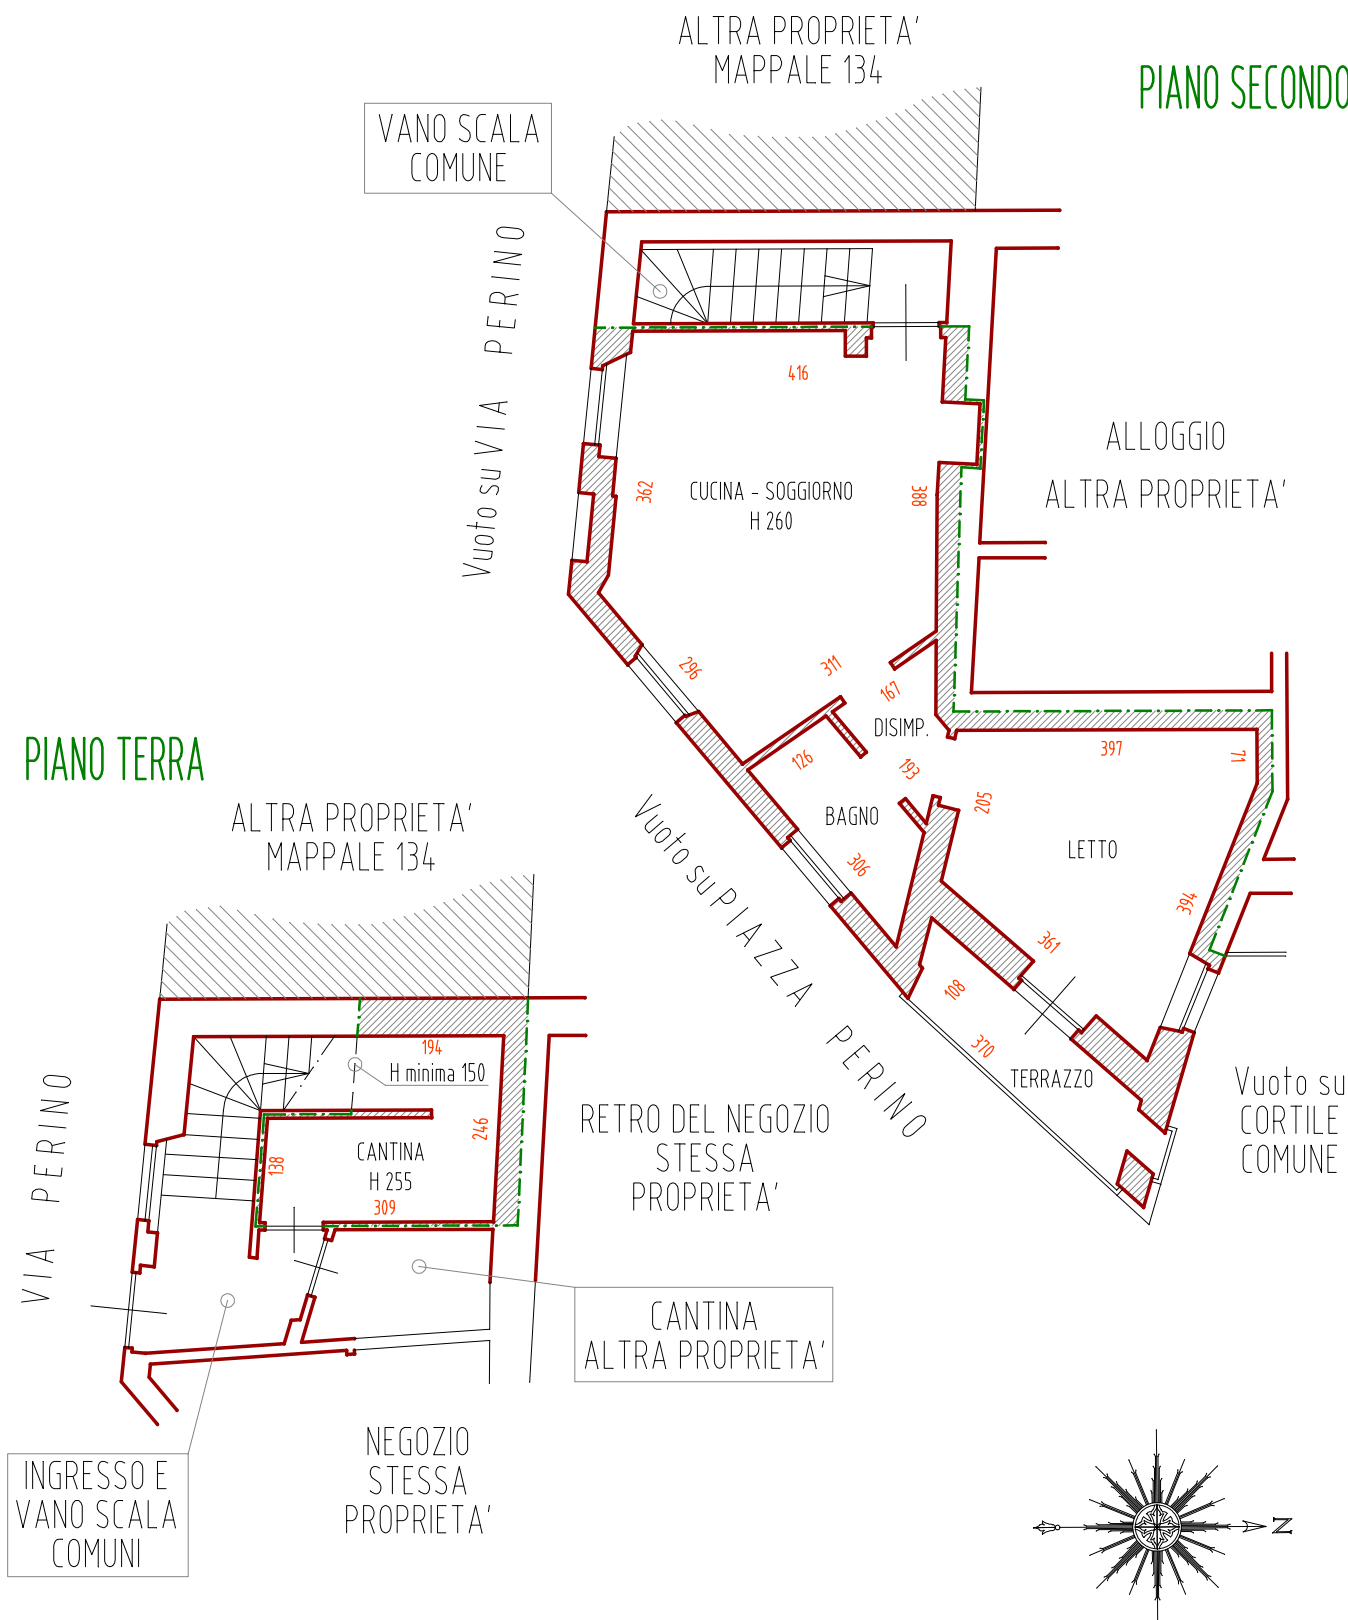 ALTRA PROPRIETA'
MAPPALE 134
PIANO SECONDO
VANO SCALA
COMUNE
Vuoto su VIA PERINO
416
ALLOGGIO
ALTRA PROPRIETA'
362
CUCINA - SOGGIORNO
H 260
388
296
311
167
DISIMP.
126
193
397
71
205
BAGNO
LETTO
306
394
361
108
370
TERRAZZO
Vuoto su PIAZZA PERINO
Vuoto su
CORTILE
COMUNE
PIANO TERRA
ALTRA PROPRIETA'
MAPPALE 134
VIA PERINO
194
H minima 150
246
138
CANTINA
H 255
309
RETRO DEL NEGOZIO
STESSA
PROPRIETA'
CANTINA
ALTRA PROPRIETA'
NEGOZIO
STESSA
PROPRIETA'
INGRESSO E
VANO SCALA
COMUNI
N